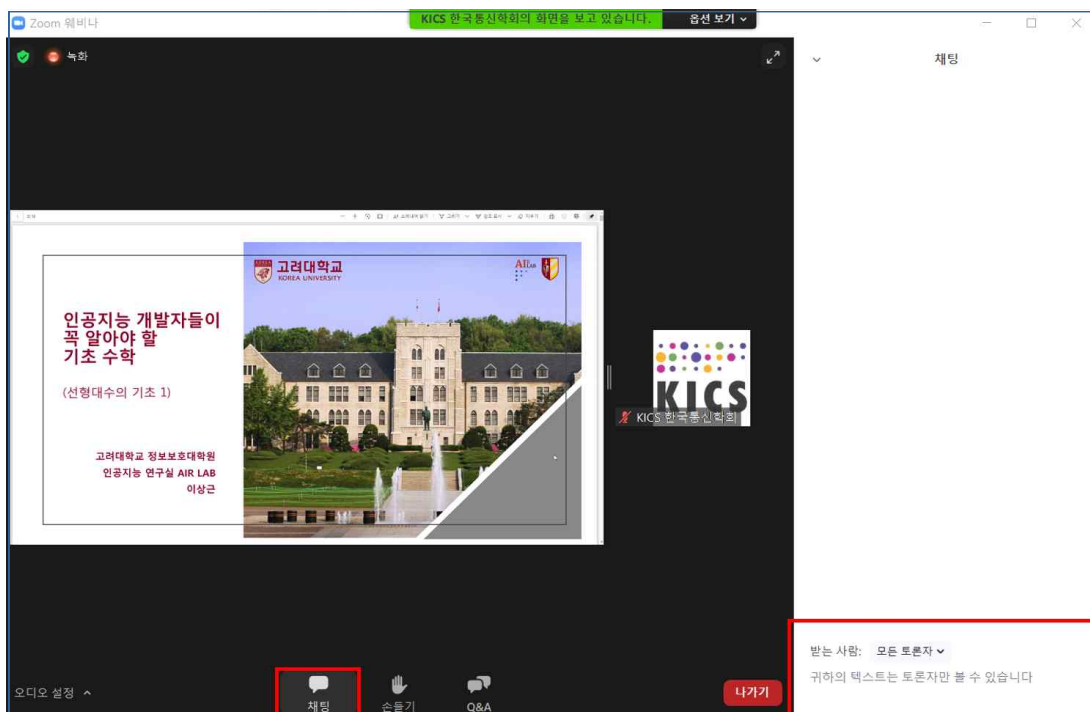 Zoom 웨비나
KICS 한국통신학회의 화면을 보고 있습니다.
옵션 보기
녹화
채팅
고려대학교
KOREA UNIVERSITY
인공지능 개발자들이
꼭 알아야 할
기초 수학
(선형대수의 기초 1)
고려대학교 정보보호대학원
인공지능 연구실 AIR LAB
이상근
KICS
KICS 한국통신학회
받는 사람: 모든 토론자
귀하의 텍스트는 토론자만 볼 수 있습니다
오디오 설정
채팅
손들기
Q&A
나가기